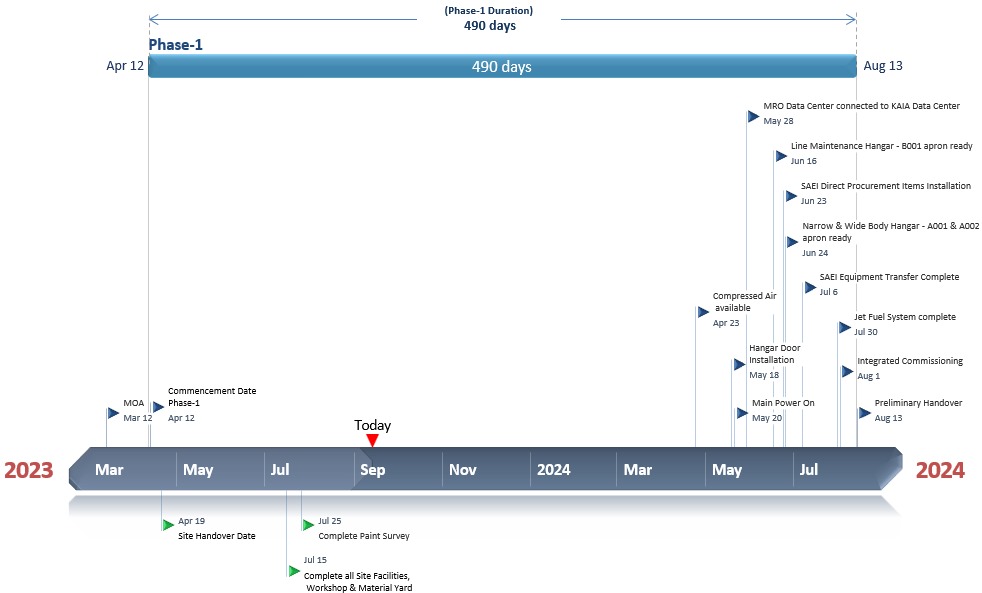 (Phase-1 Duration)
490 days
Phase-1
Apr 12
490 days
Aug 13
MRO Data Center connected to KAIA Data Center
May 28
Line Maintenance Hangar - B001 apron ready
Jun 16
SAEI Direct Procurement Items Installation
Jun 23
Narrow & Wide Body Hangar - A001 & A002
apron ready
Jun 24
SAEI Equipment Transfer Complete
Jul 6
Compressed Air
available
Apr 23
Jet Fuel System complete
Jul 30
Hangar Door
Installation
May 18
Integrated Commissioning
Aug 1
MOA
Mar 12
Commencement Date
Phase-1
Apr 12
Main Power On
May 20
Preliminary Handover
Aug 13
Today
2023
Mar
May
Jul
Sep
Nov
2024
Mar
May
Jul
2024
Apr 19
Site Handover Date
Jul 25
Complete Paint Survey
Jul 15
Complete all Site Facilities,
Workshop & Material Yard